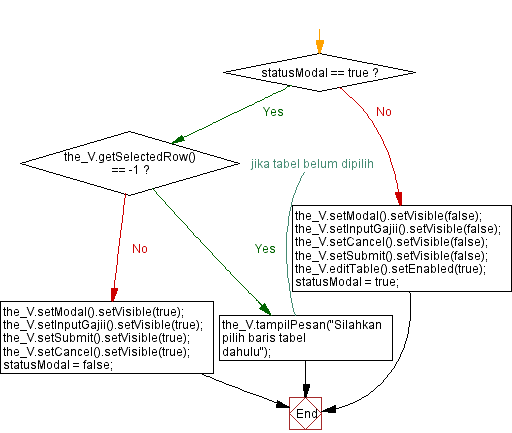 statusModal == true ?
Yes
No
the_V.getSelectedRow()
== -1 ?
jika tabel belum dipilih
the_V.setModal().setVisible(false);
the_V.setInputGajii().setVisible(false);
the_V.setCancel().setVisible(false);
the_V.setSubmit().setVisible(false);
the_V.editTable().setEnabled(true);
statusModal = true;
No
Yes
the_V.setModal().setVisible(true);
the_V.setInputGajii().setVisible(true);
the_V.setSubmit().setVisible(true);
the_V.setCancel().setVisible(true);
statusModal = false;
the_V.tampilPesan("Silahkan
pilih baris tabel
dahulu");
End